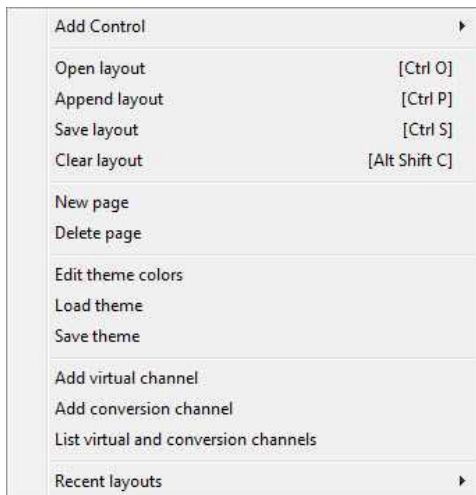 Add Control
Open layout [Ctrl O]
Append layout [Ctrl P]
Save layout [Ctrl S]
Clear layout [Alt Shift C]
New page
Delete page
Edit theme colors
Load theme
Save theme
Add virtual channel
Add conversion channel
List virtual and conversion channels
Recent layouts